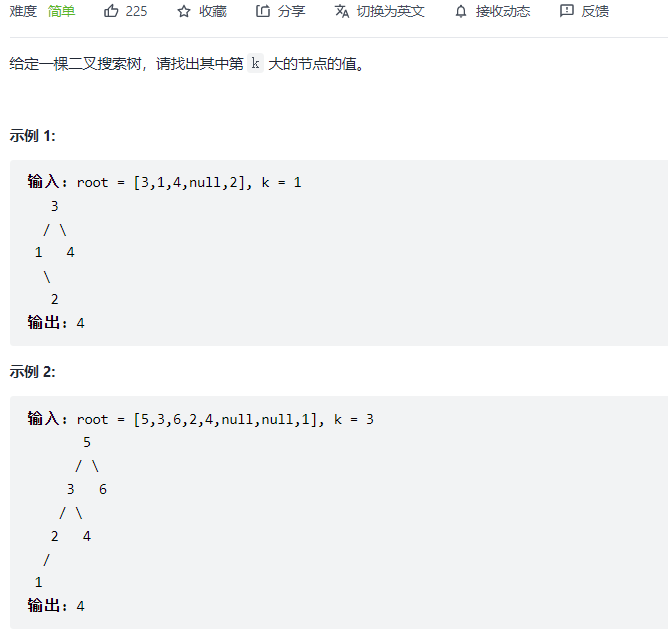 难度 简单 225 收藏 分享 切换为英文 接收动态 反馈
给定一棵二叉搜索树，请找出其中第 k 大的节点的值。
示例 1:
输入: root = [3,1,4,null,2], k = 1
   3
  / \
 1   4
  \
   2
输出: 4
示例 2:
输入: root = [5,3,6,2,4,null,null,1], k = 3
       5
      / \
     3   6
    / \
   2   4
  /
 1
输出: 4